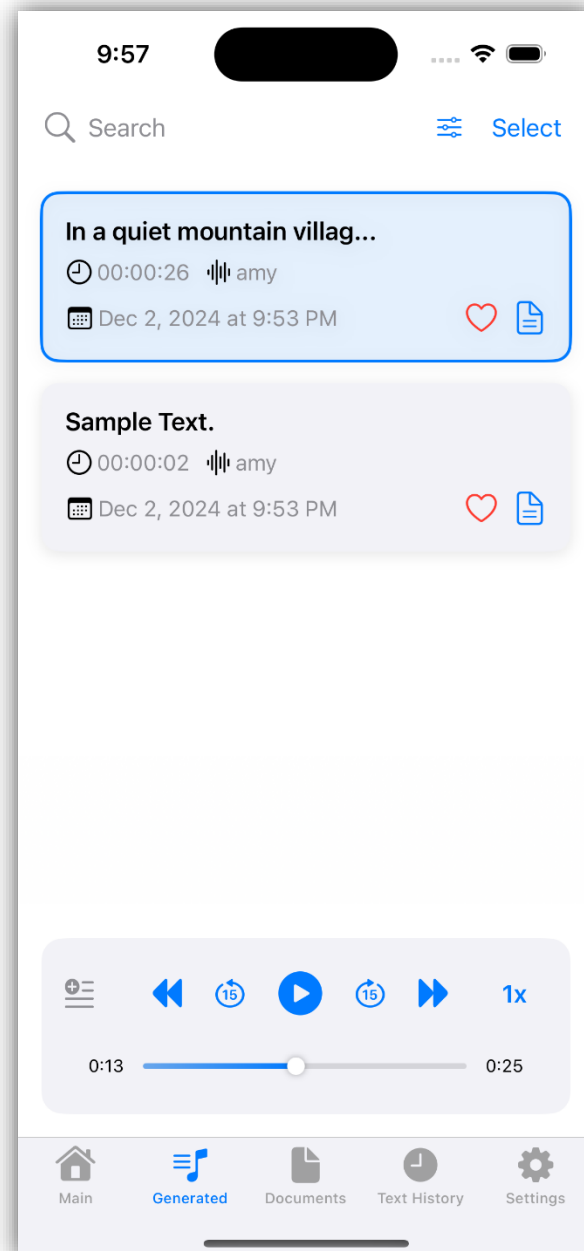 9:57
Search Select
In a quiet mountain villag...
00:00:26 amy
Dec 2, 2024 at 9:53 PM
Sample Text.
00:00:02 amy
Dec 2, 2024 at 9:53 PM
15 15 1x
0:13 0:25
Main Generated Documents Text History Settings